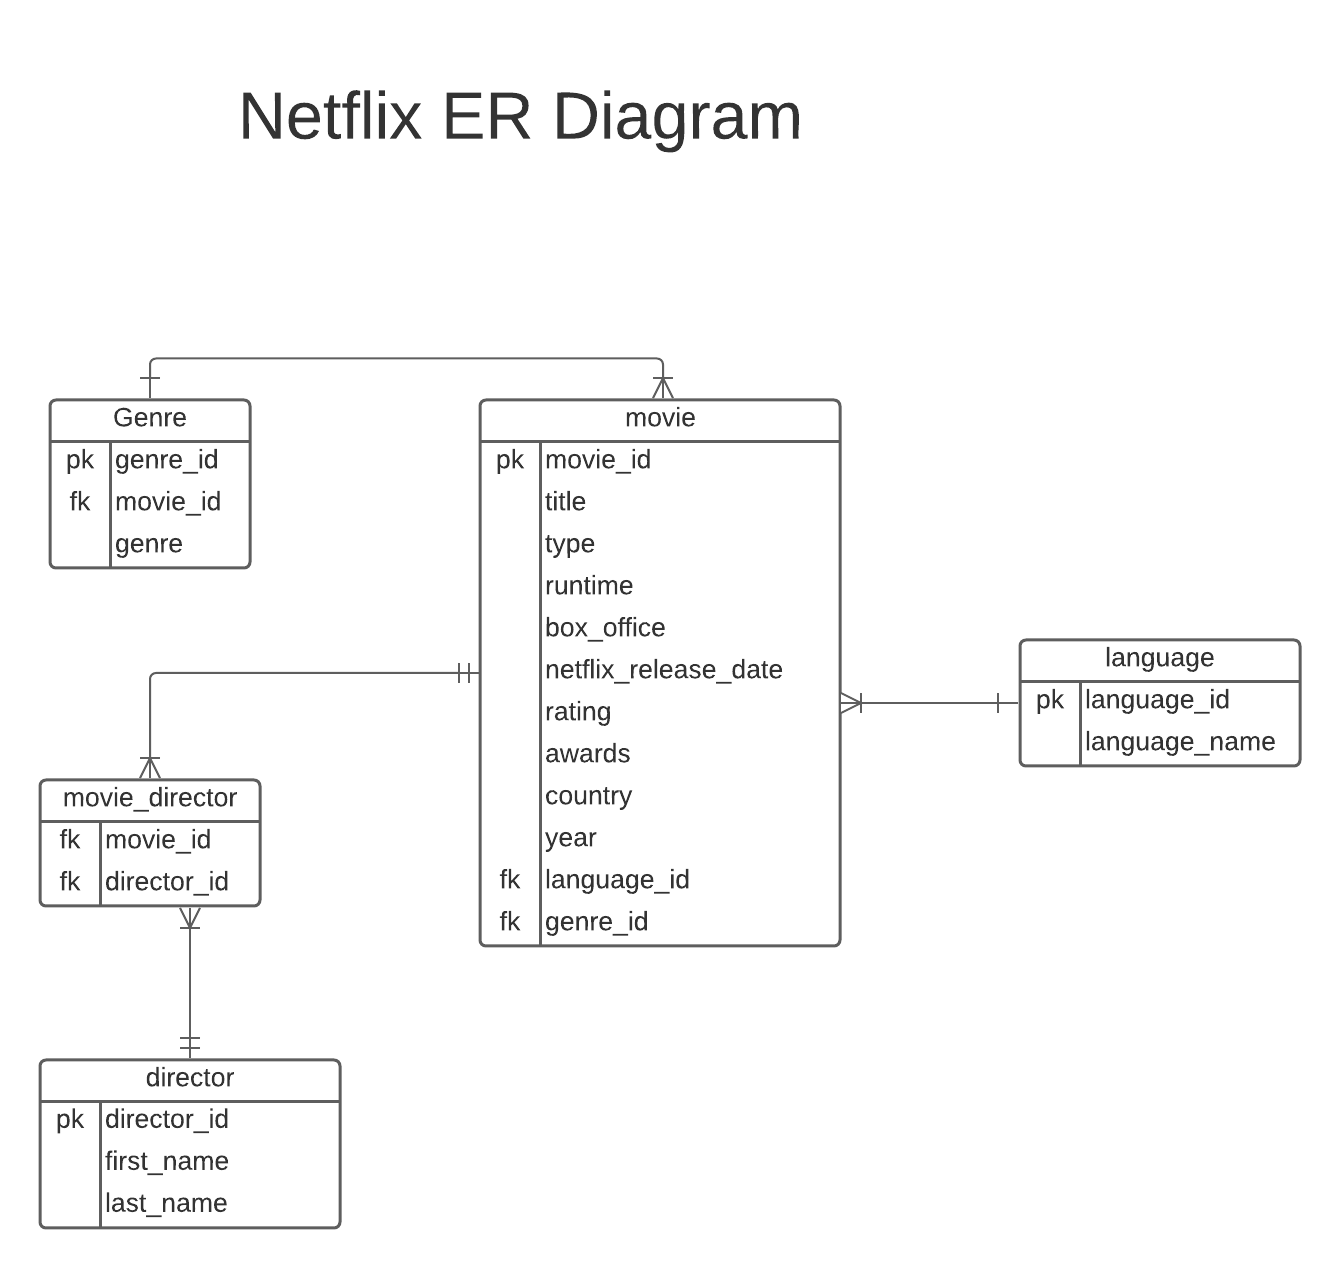 Netflix ER Diagram
Genre
pk genre_id
fk movie_id
genre
movie
pk movie_id
title
type
runtime
box_office
netflix_release_date
rating
awards
country
year
fk language_id
fk genre_id
language
pk language_id
language_name
movie_director
fk movie_id
fk director_id
director
pk director_id
first_name
last_name